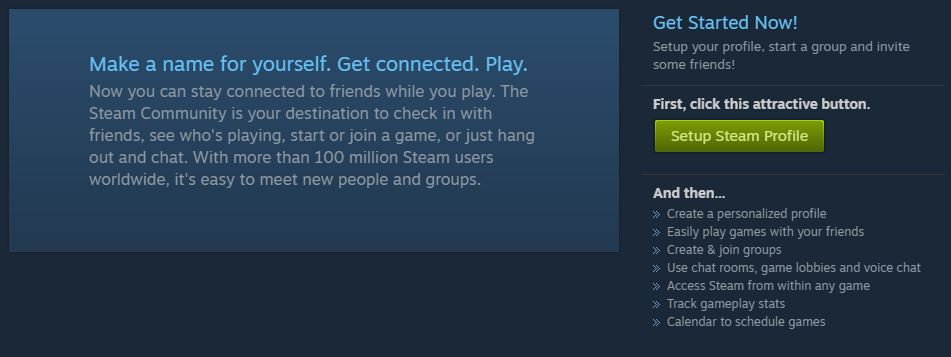 Make a name for yourself. Get connected. Play.
Now you can stay connected to friends while you play. The
Steam Community is your destination to check in with
friends, see who's playing, start or join a game, or just hang
out and chat. With more than 100 million Steam users
worldwide, it's easy to meet new people and groups.
Get Started Now!
Setup your profile, start a group and invite
some friends!
First, click this attractive button.
Setup Steam Profile
And then...
Create a personalized profile
Easily play games with your friends
Create & join groups
Use chat rooms, game lobbies and voice chat
Access Steam from within any game
Track gameplay stats
Calendar to schedule games